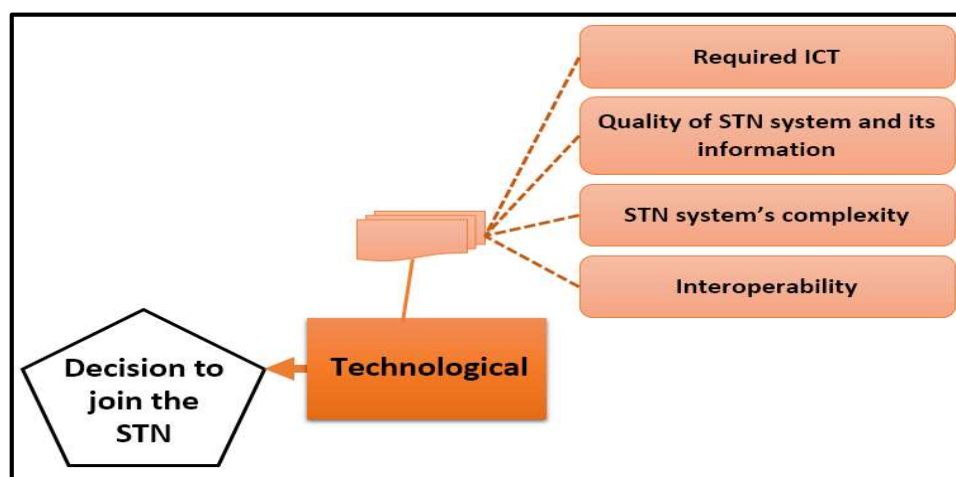 Required ICT
Quality of STN system and its
information
STN system’s complexity
Interoperability
Technological
Decision to
join the
STN